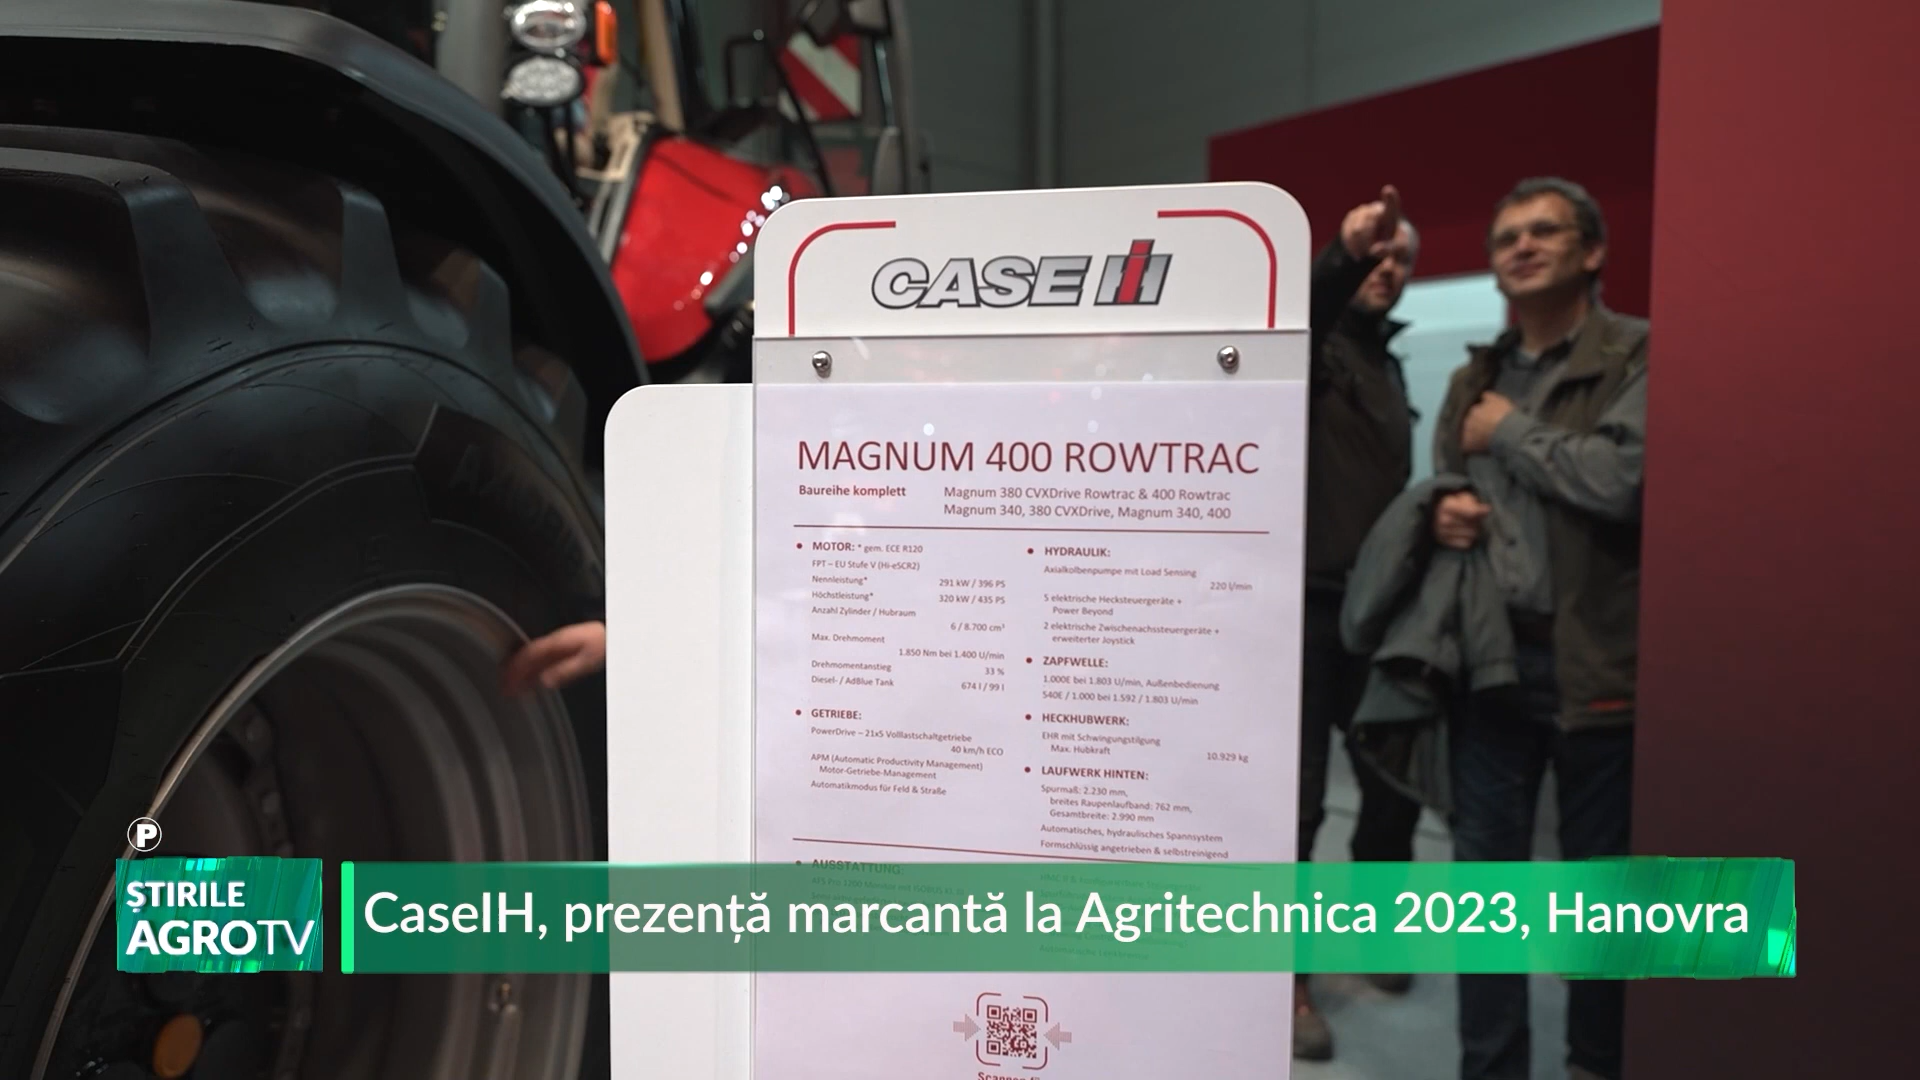 CASE IH
MAGNUM 400 ROWTRAC
Baureihe komplett
Magnum 380 CVXDrive Rowtrac & 400 Rowtrac
Magnum 340, 380 CVXDrive, Magnum 340, 400
• MOTOR: * gem. ECE R120
FPT – EU Stufe V (Hi-eSCR2)
Nennleistung* 291 kW / 396 PS
Höchstleistung* 320 kW / 435 PS
Anzahl Zylinder / Hubraum
6 / 8.700 cm³
Max. Drehmoment
1.850 Nm bei 1.400 U/min
Drehmomentanstieg 33 %
Diesel- / AdBlue Tank 674 l / 99 l
• GETRIEBE:
PowerDrive – 21x5 Volllastschaltgetriebe
40 km/h ECO
APM (Automatic Productivity Management)
Motor-Getriebe-Management
Automatikmodus für Feld & Straße
• HYDRAULIK:
Axialkolbenpumpe mit Load Sensing
220 l/min
5 elektrische Hecksteuergeräte +
Power Beyond
2 elektrische Zwischenachssteuergeräte +
erweiterter Joystick
• ZAPFWELLE:
1.000E bei 1.803 U/min, Außenbedienung
540E / 1.000 bei 1.592 / 1.803 U/min
• HECKHUBWERK:
EHR mit Schwingungstilgung
Max. Hubkraft 10.929 kg
• LAUFWERK HINTEN:
Spurmaß: 2.230 mm,
breites Raupenlaufband: 762 mm,
Gesamtbreite: 2.990 mm
Automatisches, hydraulisches Spannsystem
Formschlüssig angetrieben & selbstreinigend
• AUSSTATTUNG:
P
ȘTIRILE
AGROTV
CaseIH, prezență marcantă la Agritechnica 2023, Hanovra